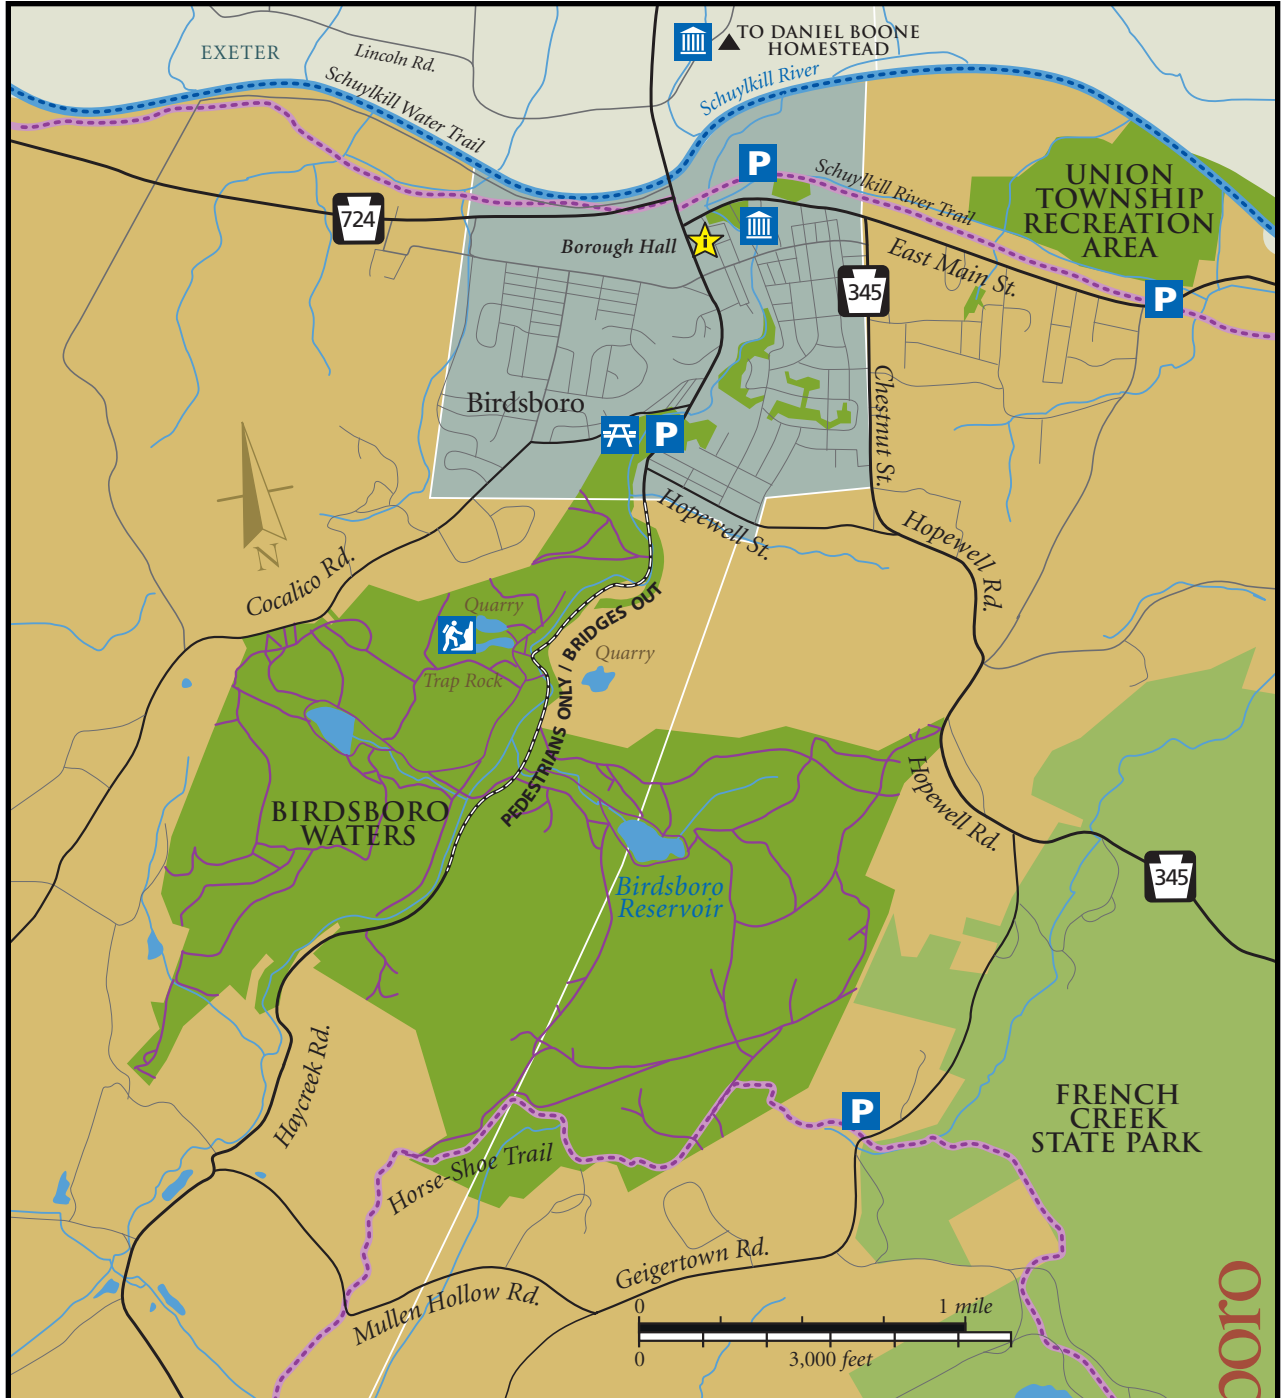 TO DANIEL BOONE
HOMESTEAD
EXETER
Lincoln Rd.
Schuylkill River
Schuylkill Water Trail
P
Schuylkill River Trail
UNION
TOWNSHIP
RECREATION
AREA
724
Borough Hall
i
East Main St.
345
P
Chestnut St.
Birdsboro
P
Hopewell St.
Hopewell Rd.
N
Cocalico Rd.
Quarry
PEDESTRIANS ONLY / BRIDGES OUT
Quarry
Trap Rock
Hopewell Rd.
BIRDSBORO
WATERS
345
Birdsboro
Reservoir
Haycreek Rd.
P
FRENCH
CREEK
STATE PARK
Horse-Shoe Trail
Geigertown Rd.
Mullen Hollow Rd.
0 1 mile
0 3,000 feet
boro